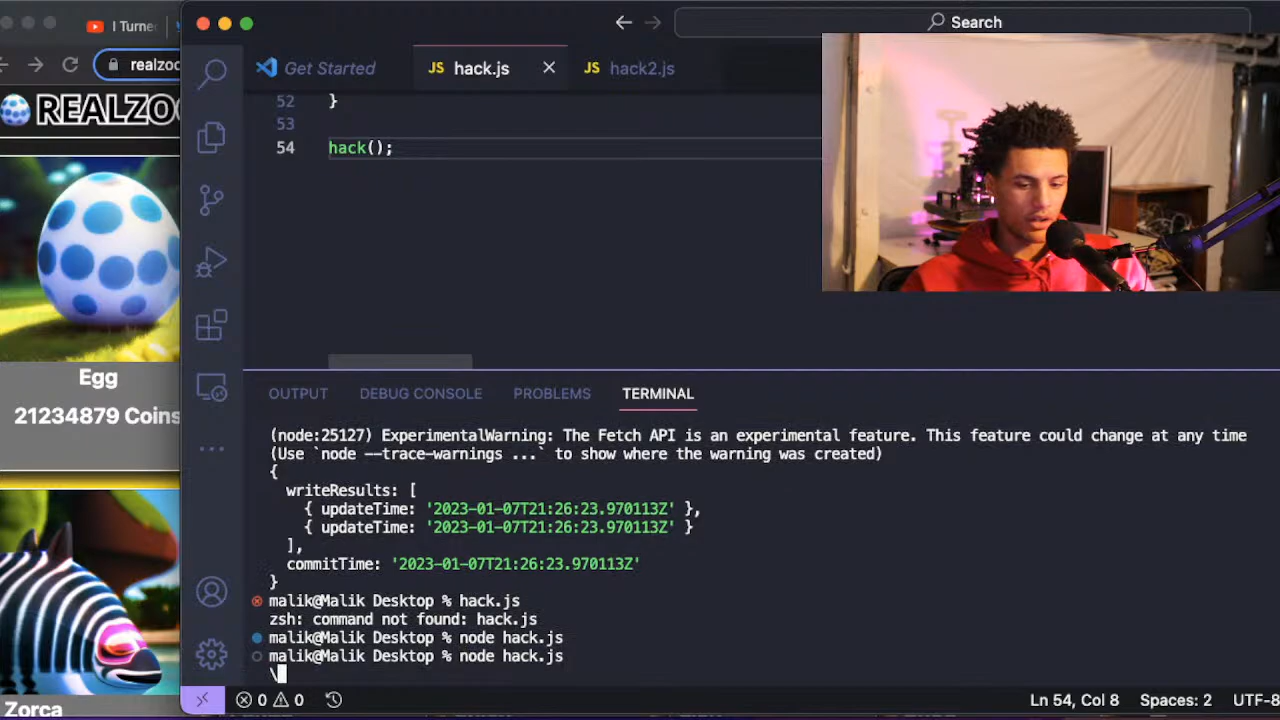 I Turne
Search
realzoo
Get Started
JS hack.js
JS hack2.js
REALZO
52 }
53
54 hack();
Egg
21234879 Coins
OUTPUT DEBUG CONSOLE PROBLEMS TERMINAL
(node:25127) ExperimentalWarning: The Fetch API is an experimental feature. This feature could change at any time
(Use `node --trace-warnings ...` to show where the warning was created)
{
writeResults: [
{ updateTime: '2023-01-07T21:26:23.970113Z' },
{ updateTime: '2023-01-07T21:26:23.970113Z' }
],
commitTime: '2023-01-07T21:26:23.970113Z'
}
malik@Malik Desktop % hack.js
zsh: command not found: hack.js
malik@Malik Desktop % node hack.js
malik@Malik Desktop % node hack.js
\
Zorca
0 0
Ln 54, Col 8 Spaces: 2 UTF-8